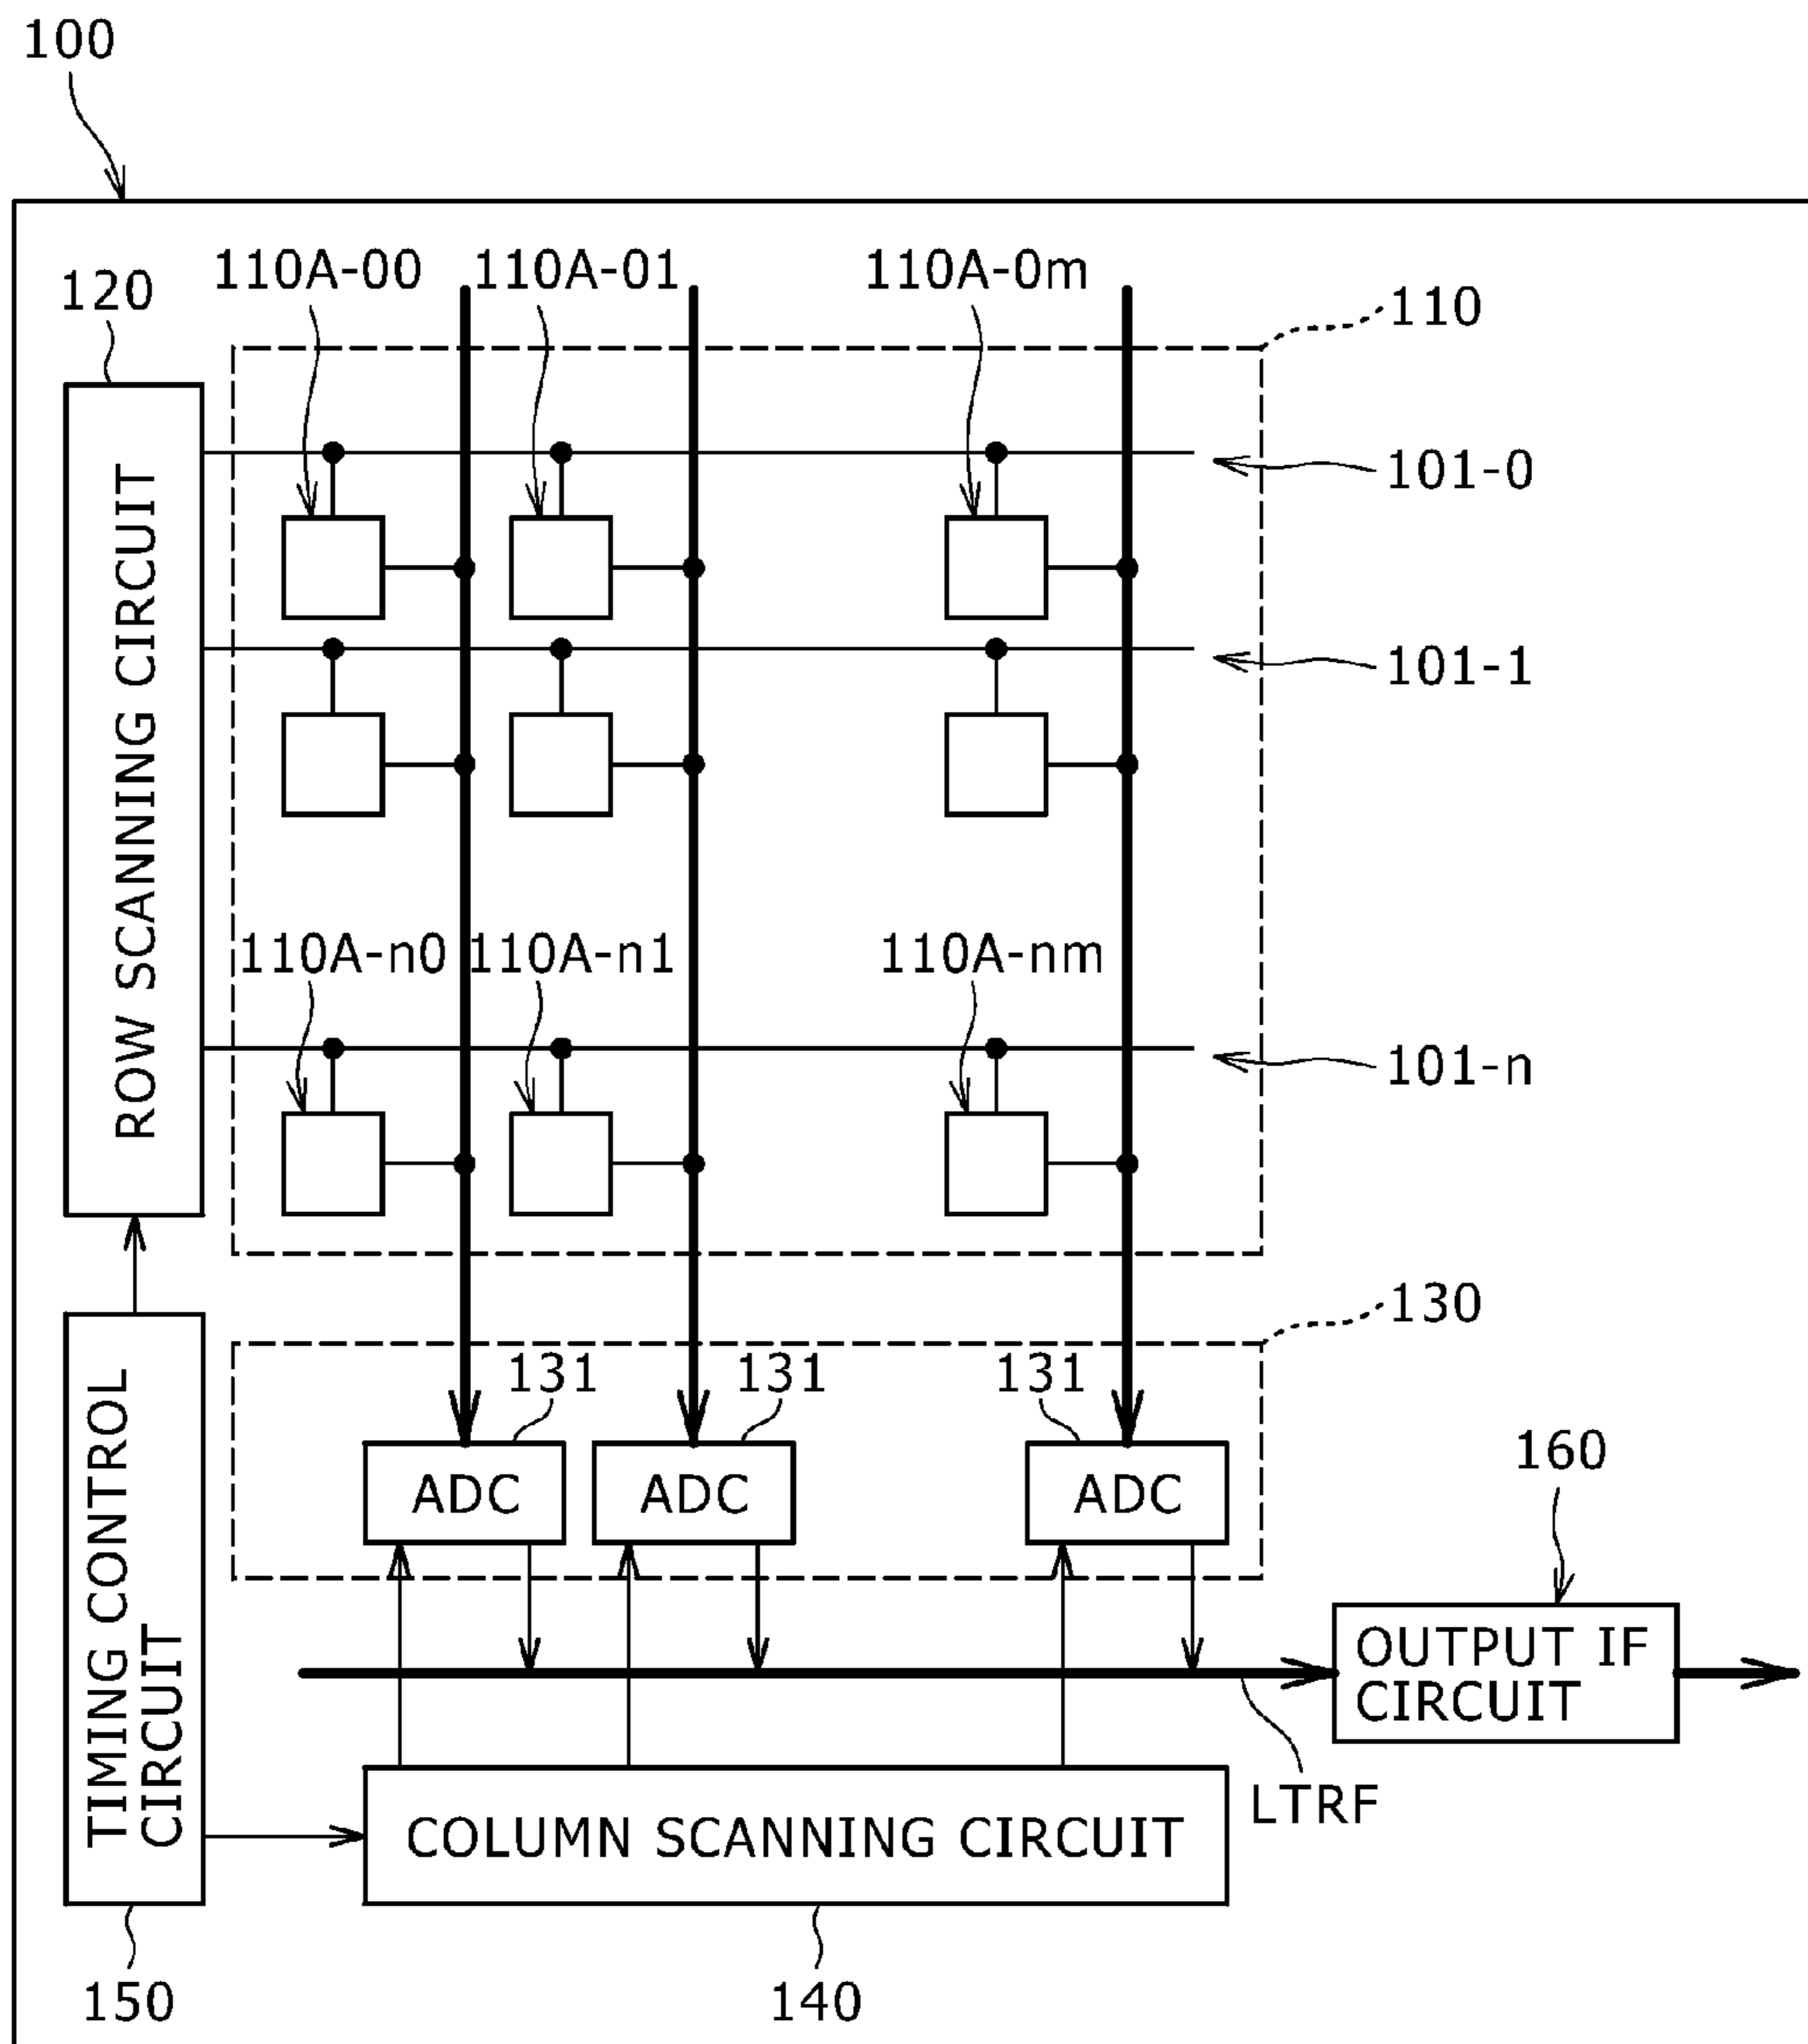 100
110A-00
110A-01
110A-0m
120
110
101-0
101-1
ROW SCANNING CIRCUIT
110A-n0
110A-n1
110A-nm
101-n
130
131
131
131
ADC
ADC
ADC
160
TIMING CONTROL
CIRCUIT
OUTPUT IF
CIRCUIT
LTRF
COLUMN SCANNING CIRCUIT
150
140